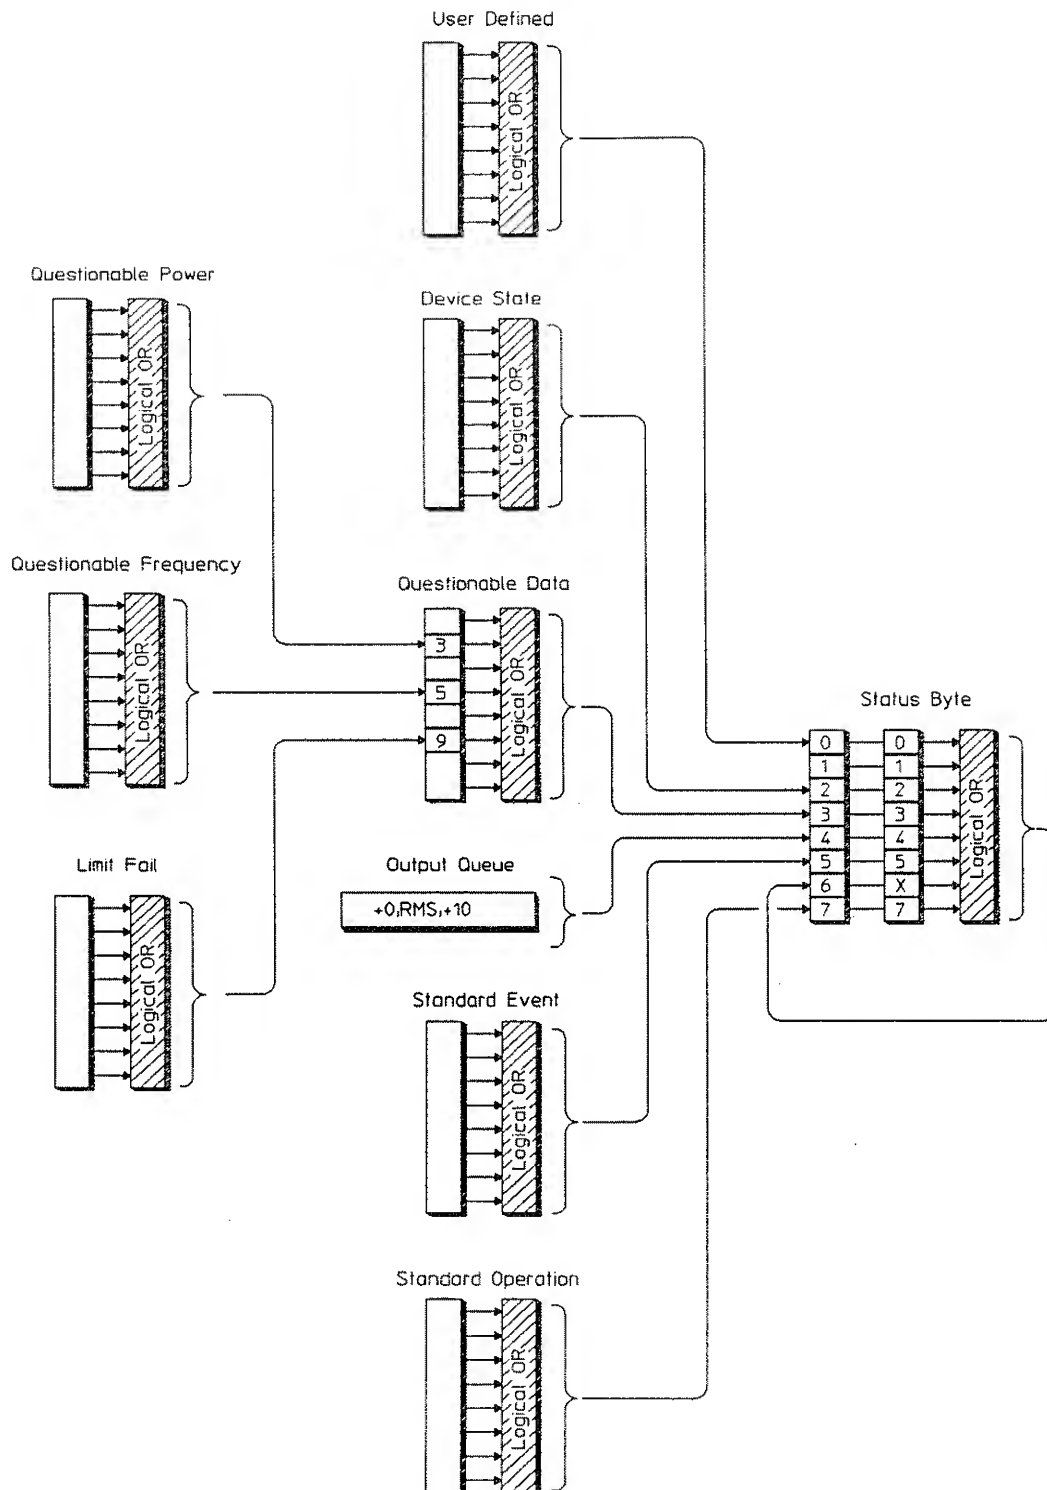 User Defined
Logical OR
Questionable Power
Logical OR
Device State
Logical OR
Questionable Frequency
Logical OR
Questionable Data
3
5
9
Logical OR
Status Byte
0 0
1 1
2 2
3 3
4 4
5 5
6 X
7 7
Logical OR
Limit Fail
Logical OR
Output Queue
+0,RMS,+10
Standard Event
Logical OR
Standard Operation
Logical OR